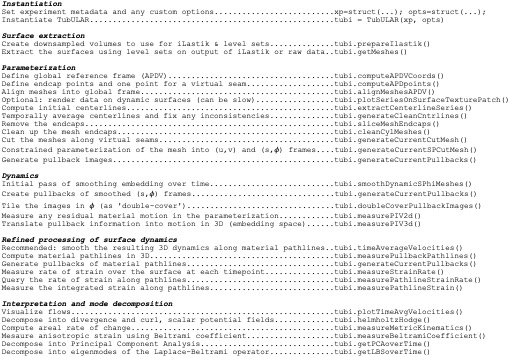 Instantiation
Set experiment metadata and any custom options...........................xp=struct(...); opts=struct(...);
Instantiate TubULAR......................................................tubi = TubULAR(xp, opts)
Surface extraction
Create downsampled volumes to use for iLastik & level sets...............tubi.prepareIlastik()
Extract the surfaces using level sets on output of iLastik or raw data..tubi.getMeshes()
Parameterization
Define global reference frame (APDV).....................................tubi.computeAPDVCoords()
Define endcap points and one point for a virtual seam....................tubi.computeAPDpoints()
Align meshes into global frame...........................................tubi.alignMeshesAPDV()
Optional: render data on dynamic surfaces (can be slow)..................tubi.plotSeriesOnSurfaceTexturePatch()
Compute initial centerlines..............................................tubi.extractCenterlineSeries()
Temporally average centerlines and fix any inconsistencies...............tubi.generateCleanCntrlines()
Remove the endcaps.......................................................tubi.sliceMeshEndcaps()
Clean up the mesh endcaps................................................tubi.cleanCylMeshes()
Cut the meshes along virtual seams.......................................tubi.generateCurrentCutMesh()
Constrained parameterization of the mesh into (u,v) and (s,ϕ) frames....tubi.generateCurrentSPCutMesh()
Generate pullback images.................................................tubi.generateCurrentPullbacks()
Dynamics
Initial pass of smoothing embedding over time............................tubi.smoothDynamicSPhiMeshes()
Create pullbacks of smoothed (s,ϕ) frames................................tubi.generateCurrentPullbacks()
Tile the images in ϕ (as 'double-cover').................................tubi.doubleCoverPullbackImages()
Measure any residual material motion in the parameterization............tubi.measurePIV2d()
Translate pullback information into motion in 3D (embedding space)......tubi.measurePIV3d()
Refined processing of surface dynamics
Recommended: smooth the resulting 3D dynamics along material pathlines..tubi.timeAverageVelocities()
Compute material pathlines in 3D.........................................tubi.measurePullbackPathlines()
Generate pullbacks of material pathlines.................................tubi.generateCurrentPullbacks()
Measure rate of strain over the surface at each timepoint................tubi.measureStrainRate()
Query the rate of strain along pathlines.................................tubi.measurePathlineStrainRate()
Measure the integrated strain along pathlines............................tubi.measurePathlineStrain()
Interpretation and mode decomposition
Visualize flows..........................................................tubi.plotTimeAvgVelocities()
Decompose into divergence and curl, scalar potential fields.............tubi.helmholtzHodge()
Compute areal rate of change.............................................tubi.measureMetricKinematics()
Mesaure anisotropic strain using Beltrami coefficient....................tubi.measureBeltramiCoefficient()
Decompose into Principal Component Analysis..............................tubi.getPCAoverTime()
Decompose into eigenmodes of the Laplace-Beltrami operator...............tubi.getLBSoverTime()